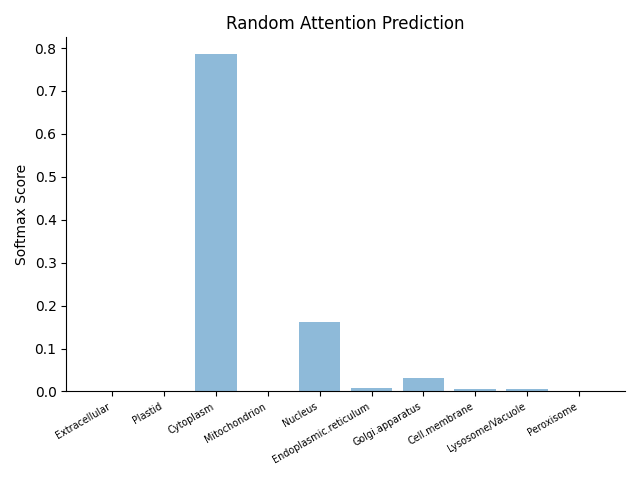 Random Attention Prediction
Softmax Score
0.8
0.7
0.6
0.5
0.4
0.3
0.2
0.1
0.0
Extracellular
Plastid
Cytoplasm
Mitochondrion
Nucleus
Endoplasmic.reticulum
Golgi.apparatus
Cell.membrane
Lysosome/Vacuole
Peroxisome